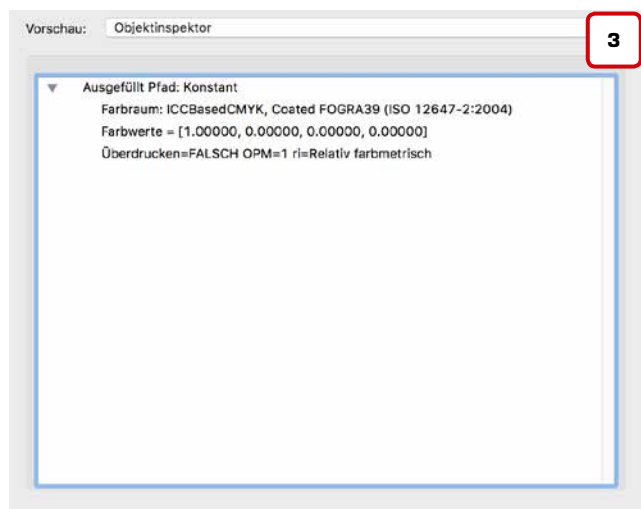 Vorschau: Objektinspektor
3
Ausgefüllt Pfad: Konstant
Farbraum: ICCBasedCMYK, Coated FOGRA39 (ISO 12647-2:2004)
Farbwerte = [1.00000, 0.00000, 0.00000, 0.00000]
Überdrucken=FALSCH OPM=1 ri=Relativ farbmetrisch